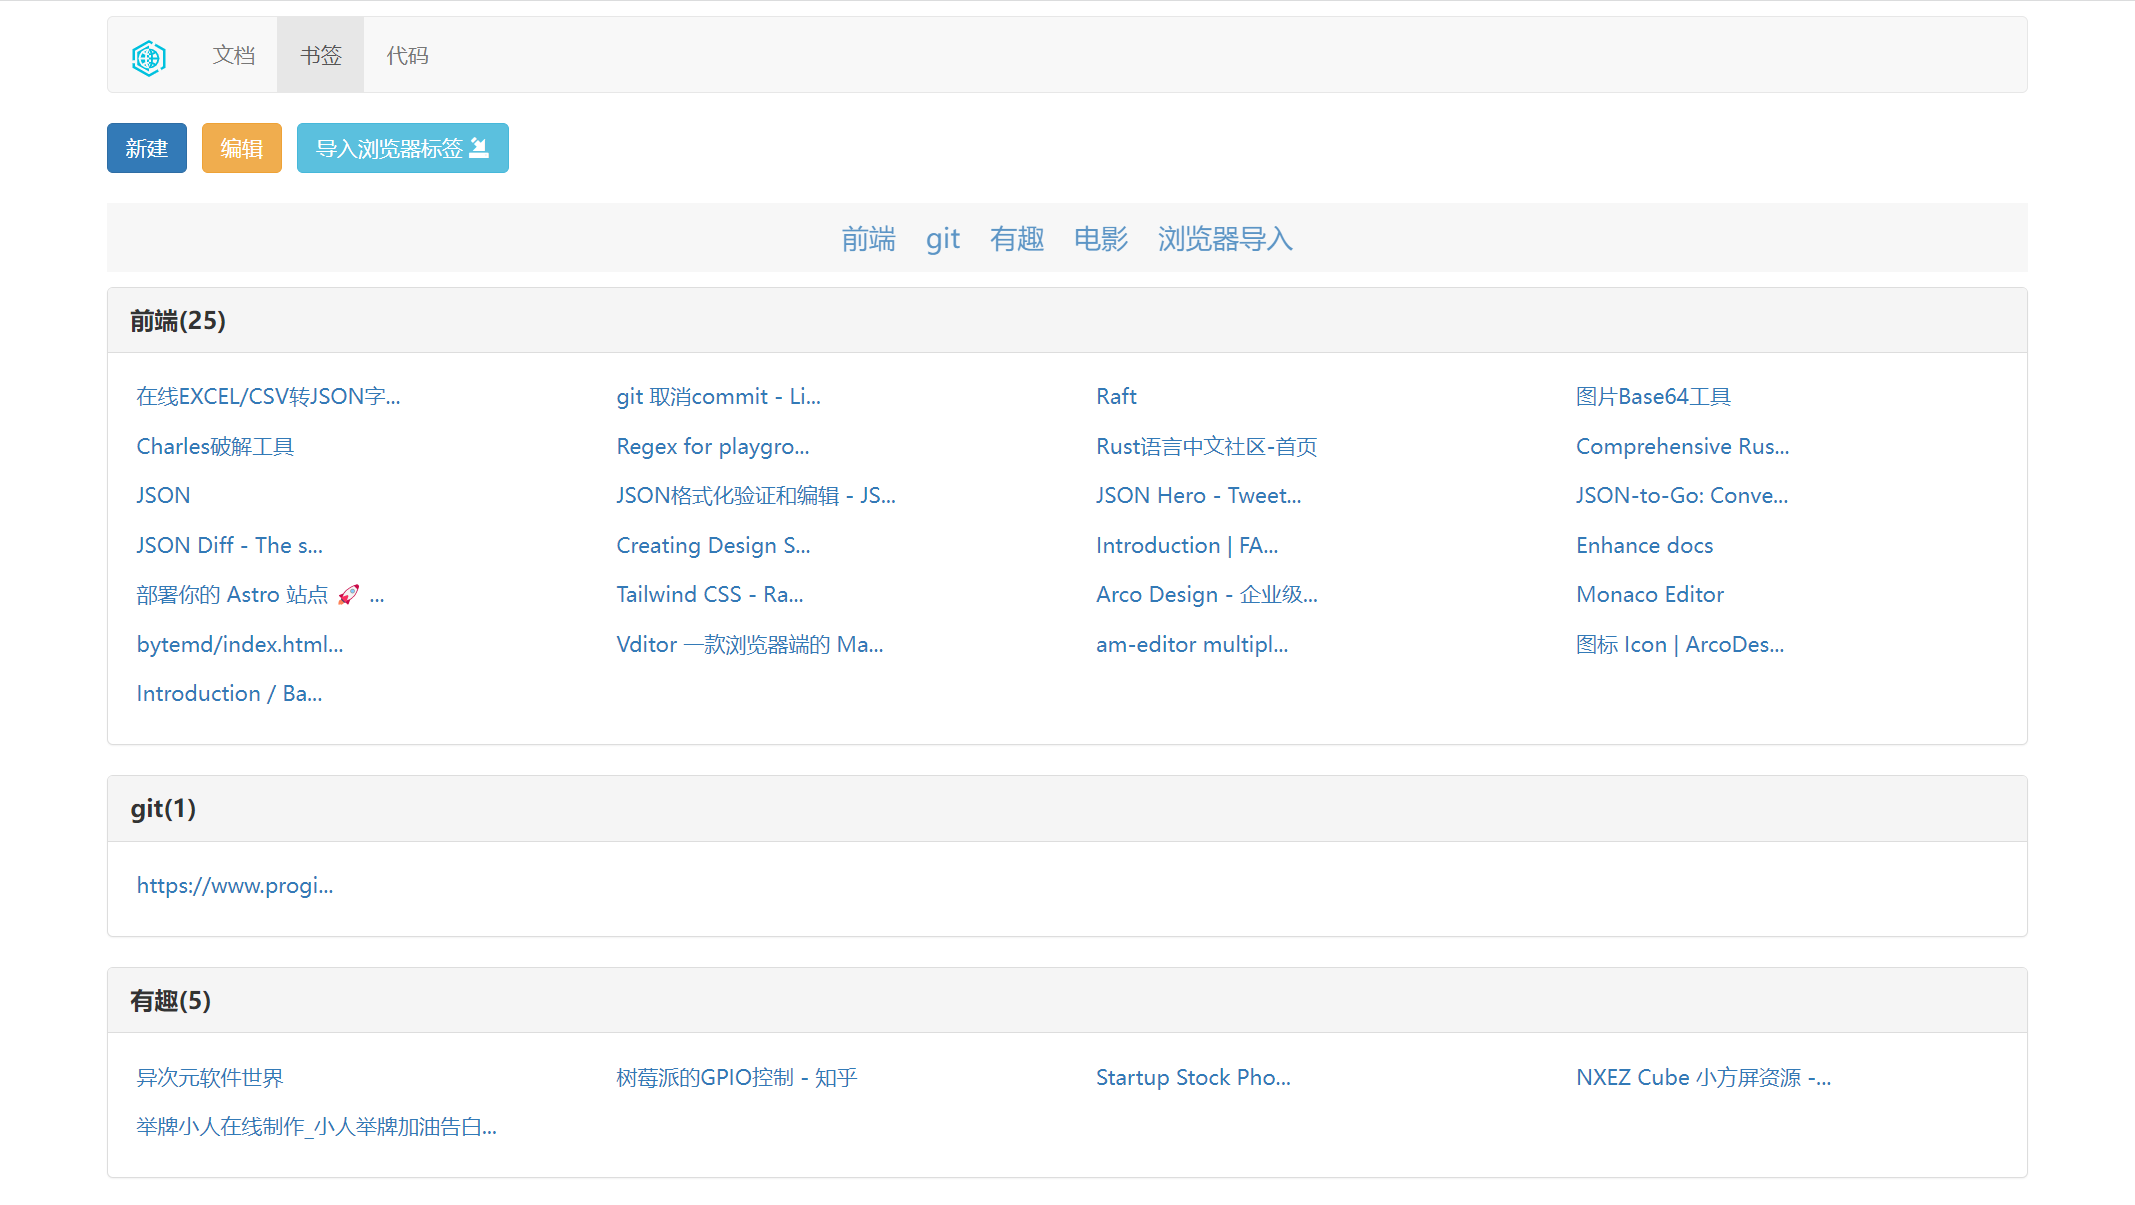 文档 书签 代码
新建 编辑 导入浏览器标签
前端 git 有趣 电影 浏览器导入
前端(25)
在线EXCEL/CSV转JSON字... git 取消commit - Li... Raft 图片Base64工具
Charles破解工具 Regex for playgro... Rust语言中文社区-首页 Comprehensive Rus...
JSON JSON格式化验证和编辑 - JS... JSON Hero - Tweet... JSON-to-Go: Conve...
JSON Diff - The s... Creating Design S... Introduction | FA... Enhance docs
部署你的 Astro 站点 🚀 ... Tailwind CSS - Ra... Arco Design - 企业级... Monaco Editor
bytemd/index.html... Vditor 一款浏览器端的 Ma... am-editor multipl... 图标 Icon | ArcoDes...
Introduction / Ba...
git(1)
https://www.progi...
有趣(5)
异次元软件世界 树莓派的GPIO控制 - 知乎 Startup Stock Pho... NXEZ Cube 小方屏资源 -...
举牌小人在线制作_小人举牌加油告白...